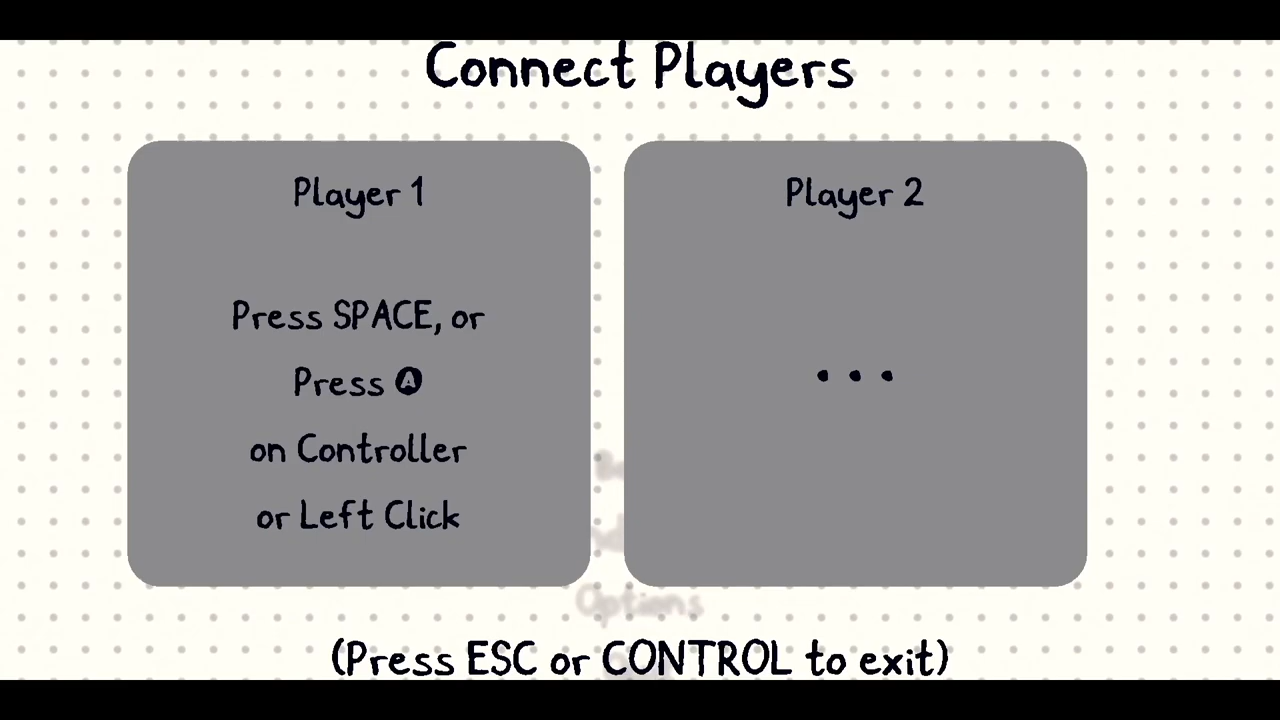 Connect Players
Player 1
Press SPACE, or
Press A
on Controller
or Left Click
Player 2
...
Options
(Press ESC or CONTROL to exit)